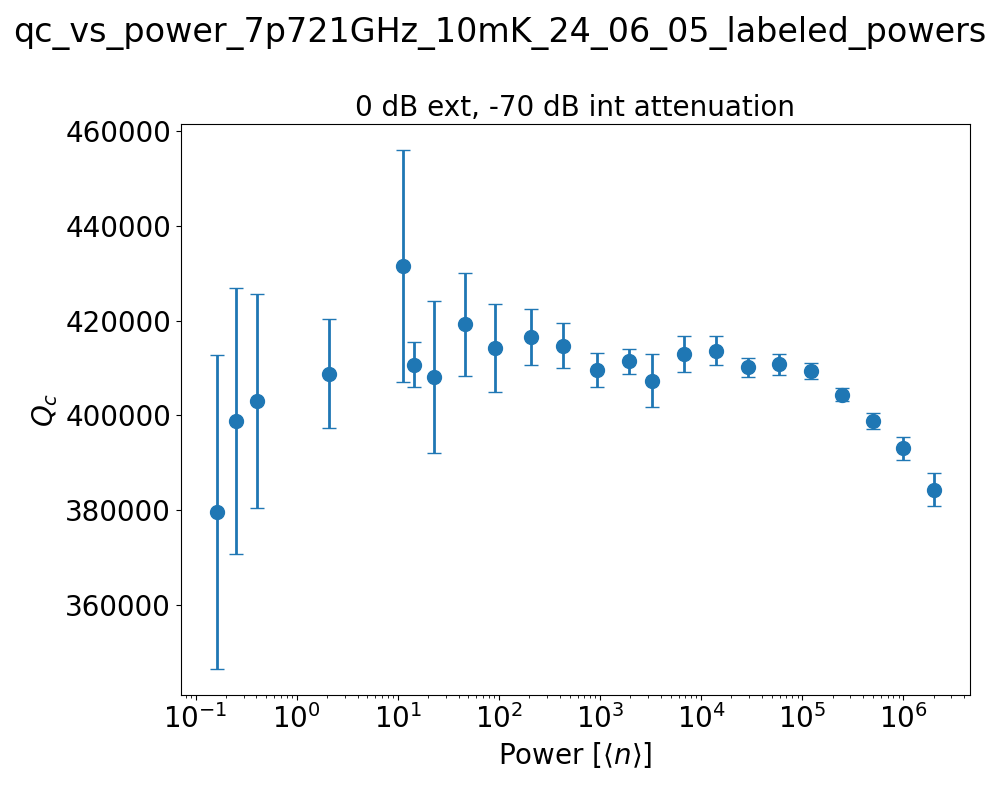 qc_vs_power_7p721GHz_10mK_24_06_05_labeled_powers
0 dB ext, -70 dB int attenuation
460000
440000
420000
400000
380000
360000
Q_c
10^{-1} 10^0 10^1 10^2 10^3 10^4 10^5 10^6
Power [⟨n⟩]